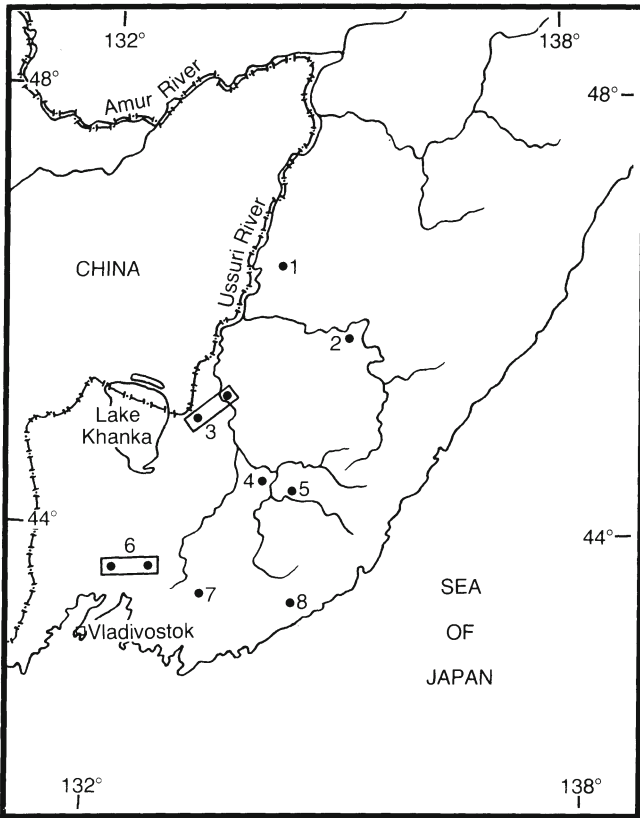 132°
138°
48°
48°
Amur River
Ussuri River
CHINA
1
2
Lake
Khanka
3
4
5
44°
44°
6
7
8
SEA
OF
JAPAN
Vladivostok
132°
138°